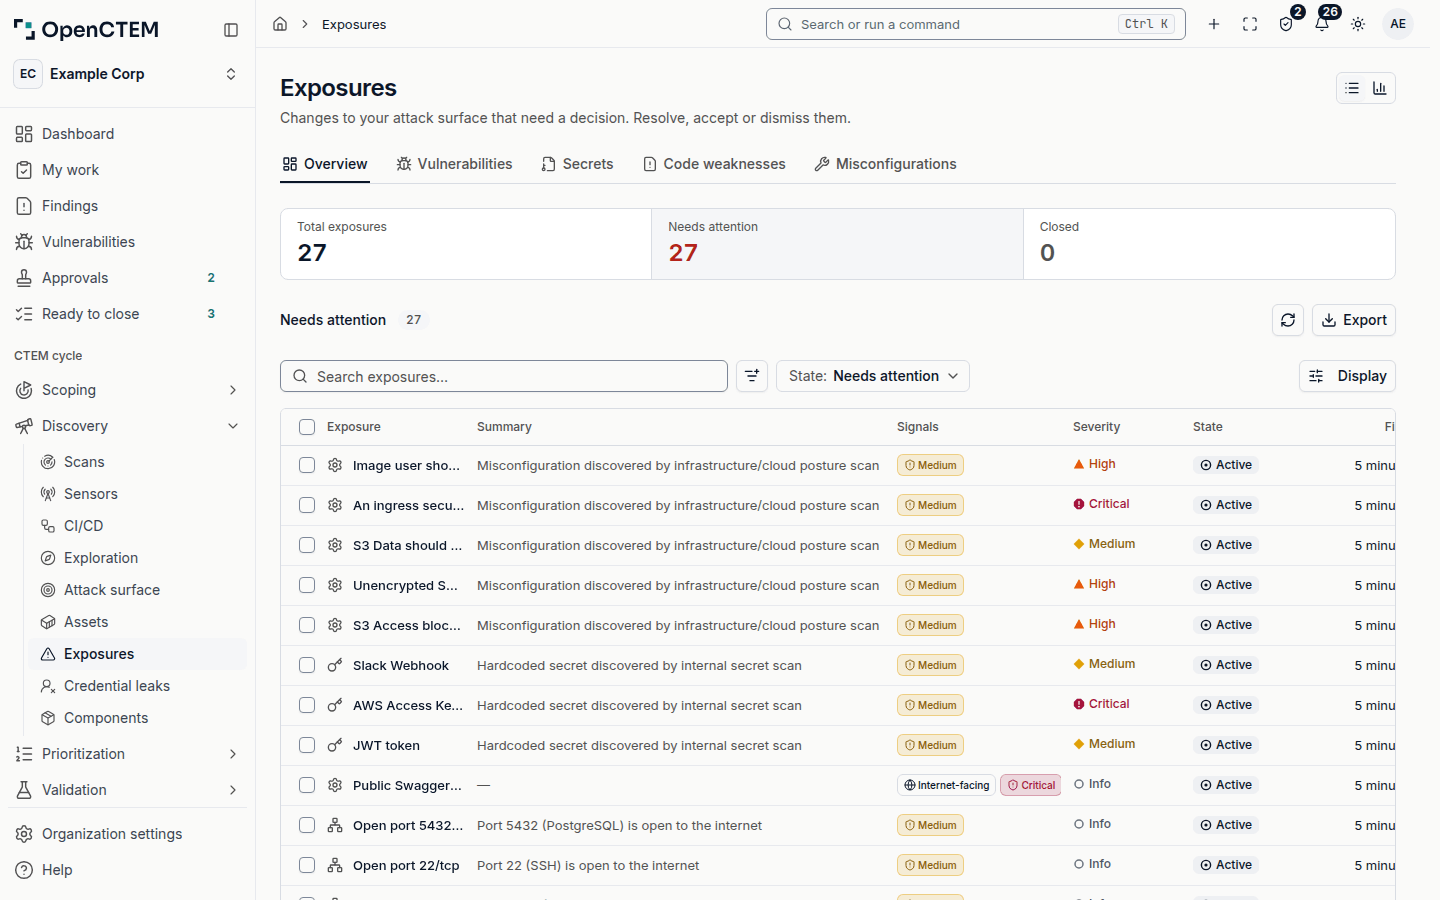 OpenCTEM
Exposures
Search or run a command
Ctrl K
2
26
AE
EC
Example Corp
Dashboard
My work
Findings
Vulnerabilities
Approvals
2
Ready to close
3
CTEM cycle
Scoping
Discovery
Scans
Sensors
CI/CD
Exploration
Attack surface
Assets
Exposures
Credential leaks
Components
Prioritization
Validation
Organization settings
Help
Exposures
Changes to your attack surface that need a decision. Resolve, accept or dismiss them.
Overview
Vulnerabilities
Secrets
Code weaknesses
Misconfigurations
Total exposures
27
Needs attention
27
Closed
0
Needs attention
27
Export
Search exposures...
State: Needs attention
Display
Exposure Summary Signals Severity State Fi
Image user sho... Misconfiguration discovered by infrastructure/cloud posture scan Medium High Active 5 minu
An ingress secu... Misconfiguration discovered by infrastructure/cloud posture scan Medium Critical Active 5 minu
S3 Data should ... Misconfiguration discovered by infrastructure/cloud posture scan Medium Medium Active 5 minu
Unencrypted S... Misconfiguration discovered by infrastructure/cloud posture scan Medium High Active 5 minu
S3 Access bloc... Misconfiguration discovered by infrastructure/cloud posture scan Medium High Active 5 minu
Slack Webhook Hardcoded secret discovered by internal secret scan Medium Medium Active 5 minu
AWS Access Ke... Hardcoded secret discovered by internal secret scan Medium Critical Active 5 minu
JWT token Hardcoded secret discovered by internal secret scan Medium Medium Active 5 minu
Public Swagger... — Internet-facing Critical Info Active 5 minu
Open port 5432... Port 5432 (PostgreSQL) is open to the internet Medium Info Active 5 minu
Open port 22/tcp Port 22 (SSH) is open to the internet Medium Info Active 5 minu